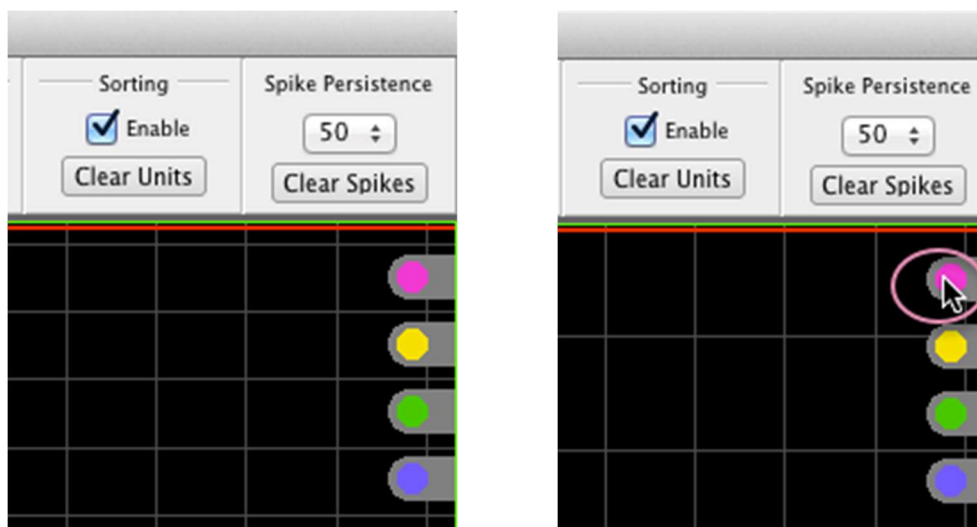 Sorting
Enable
Clear Units
Spike Persistence
50
Clear Spikes
Sorting
Enable
Clear Units
Spike Persistence
50
Clear Spikes